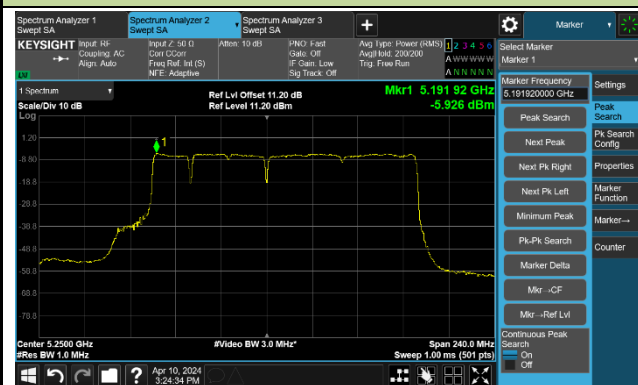 Spectrum Analyzer 1
Swept SA
Spectrum Analyzer 2
Swept SA
Spectrum Analyzer 3
Swept SA
+
Marker
KEYSIGHT
Input: RF
Coupling: AC
Align: Auto
Input Z: 50 Ω
Corr CCorr
Freq Ref: Int (S)
NFE: Adaptive
Atten: 10 dB
PNO: Fast
Gate: Off
IF Gain: Low
Sig Track: Off
Avg Type: Power (RMS)
Avg|Hold: 200/200
Trig: Free Run
1 2 3 4 5 6
A W W W W W
A N N N N N
LXI
Select Marker
Marker 1
1 Spectrum
Scale/Div 10 dB
Log
Ref Lvl Offset 11.20 dB
Ref Level 11.20 dBm
Mkr1 5.191 92 GHz
-5.926 dBm
1
1.20
-8.80
-18.8
-28.8
-38.8
-48.8
-58.8
-68.8
-78.8
Center 5.2500 GHz
#Res BW 1.0 MHz
#Video BW 3.0 MHz*
Span 240.0 MHz
Sweep 1.00 ms (501 pts)
Marker Frequency
5.191920000 GHz
Peak Search
Next Peak
Next Pk Right
Next Pk Left
Minimum Peak
Pk-Pk Search
Marker Delta
Mkr→CF
Mkr→Ref Lvl
Continuous Peak
Search
On
Off
Settings
Peak
Search
Pk Search
Config
Properties
Marker
Function
Marker→
Counter
?
Apr 10, 2024
3:24:34 PM